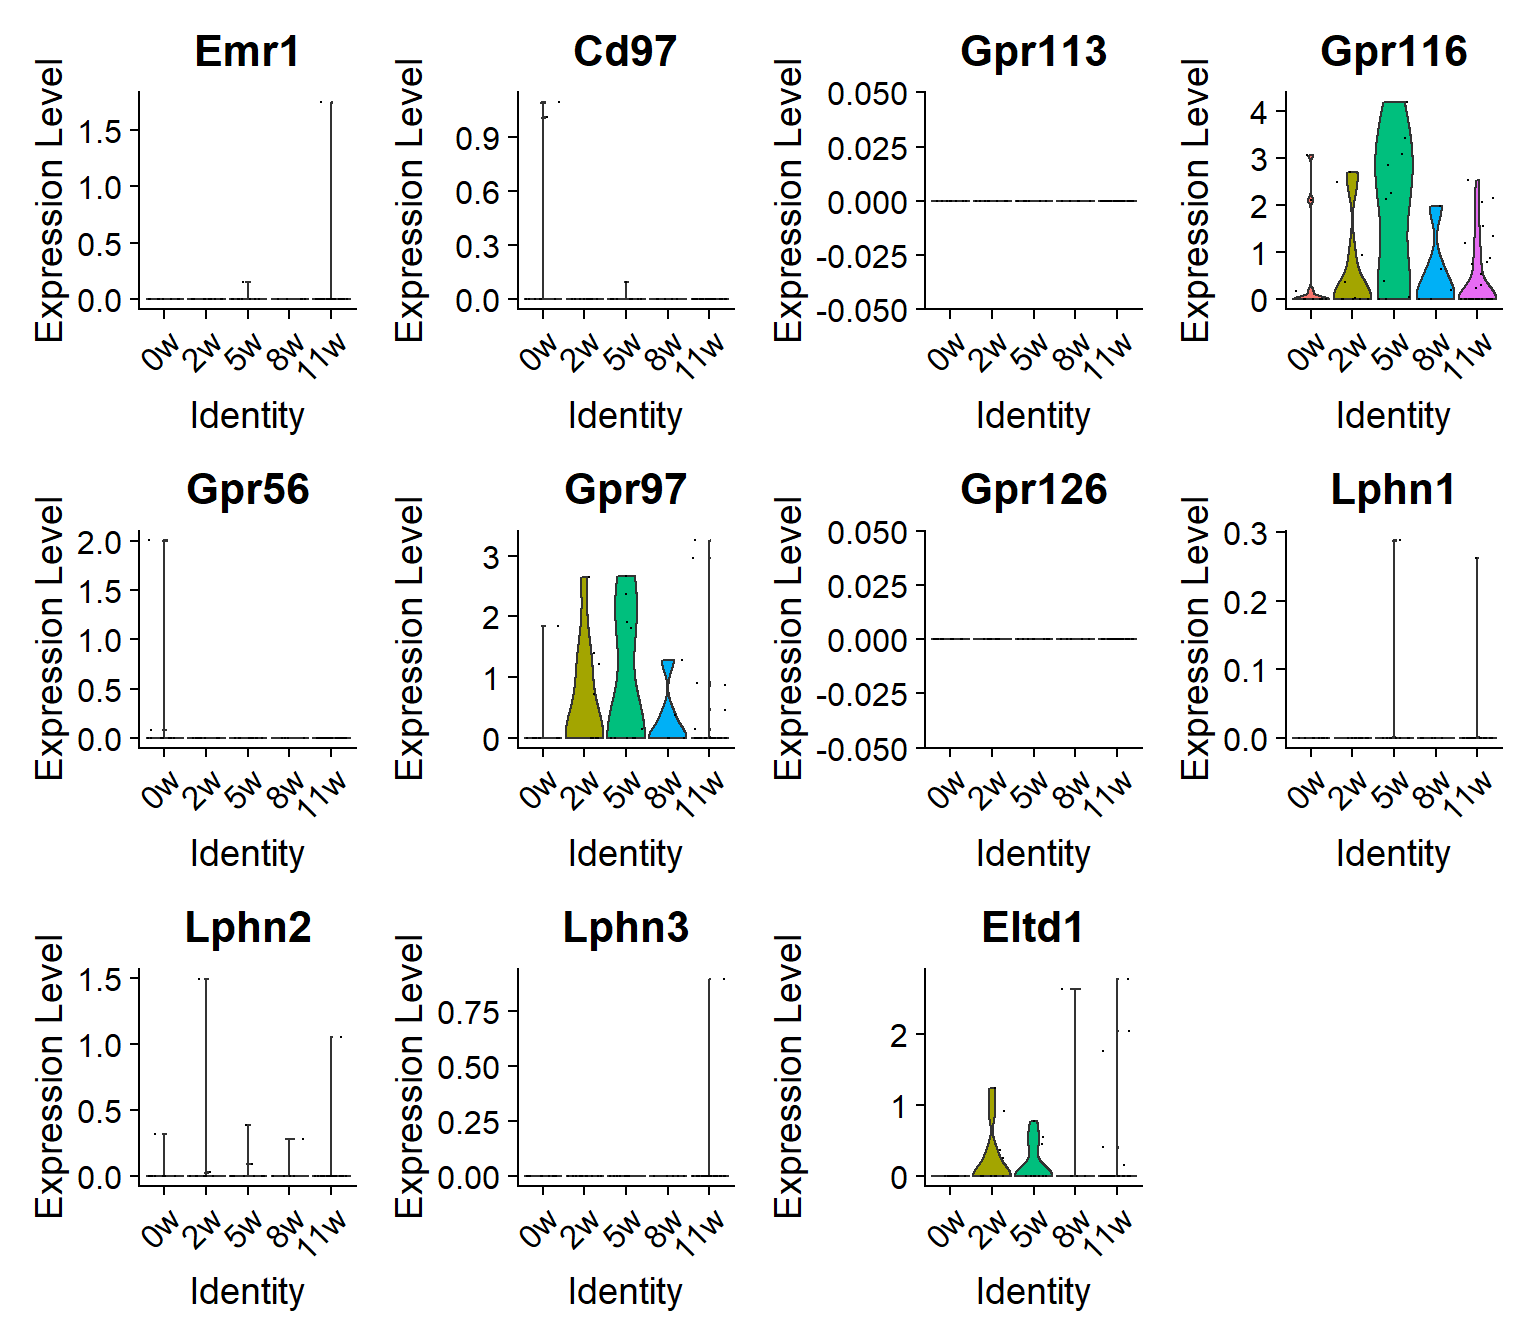 Emr1
Cd97
Gpr113
Gpr116
Expression Level
1.5
1.0
0.5
0.0
Expression Level
0.9
0.6
0.3
0.0
Expression Level
0.050
0.025
0.000
-0.025
-0.050
Expression Level
4
3
2
1
0
0w 2w 5w 8w 11w
0w 2w 5w 8w 11w
0w 2w 5w 8w 11w
0w 2w 5w 8w 11w
Identity
Identity
Identity
Identity
Gpr56
Gpr97
Gpr126
Lphn1
Expression Level
2.0
1.5
1.0
0.5
0.0
Expression Level
3
2
1
0
Expression Level
0.050
0.025
0.000
-0.025
-0.050
Expression Level
0.3
0.2
0.1
0.0
0w 2w 5w 8w 11w
0w 2w 5w 8w 11w
0w 2w 5w 8w 11w
0w 2w 5w 8w 11w
Identity
Identity
Identity
Identity
Lphn2
Lphn3
Eltd1
Expression Level
1.5
1.0
0.5
0.0
Expression Level
0.75
0.50
0.25
0.00
Expression Level
2
1
0
0w 2w 5w 8w 11w
0w 2w 5w 8w 11w
0w 2w 5w 8w 11w
Identity
Identity
Identity